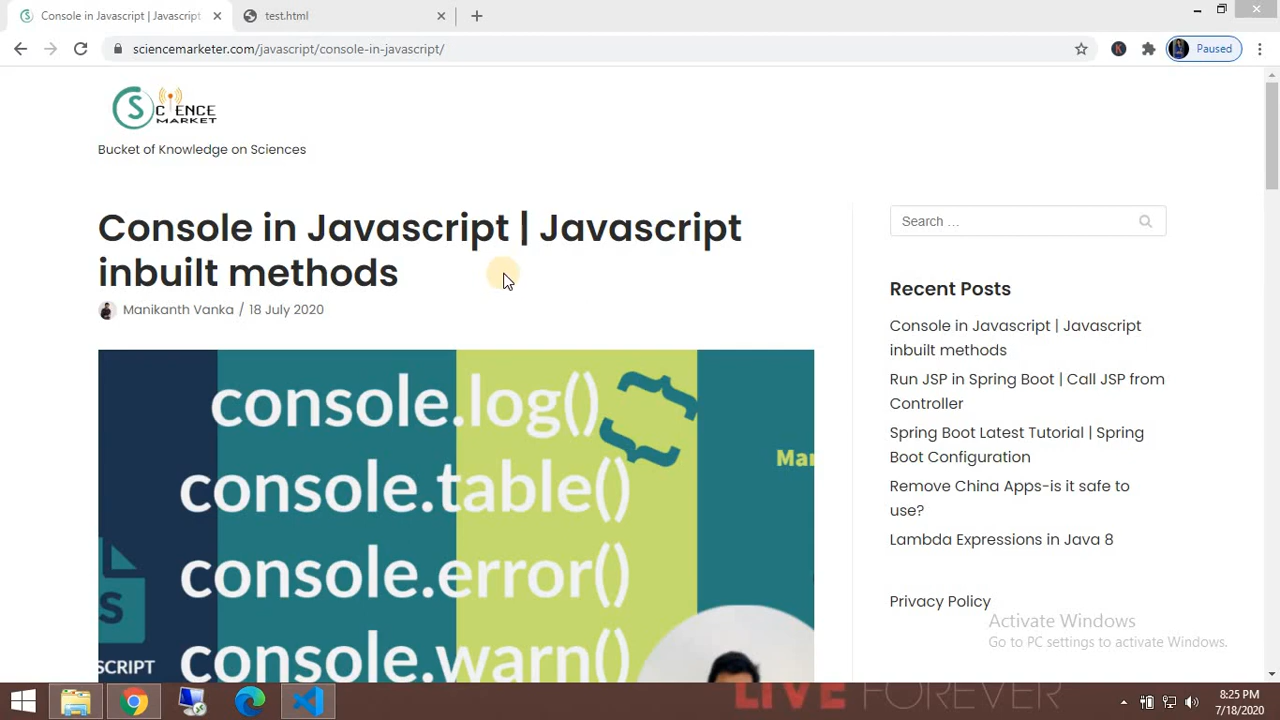 Console in Javascript | Javascript
test.html
sciencemarketer.com/javascript/console-in-javascript/
K
Paused
S CIENCE
MARKET
Bucket of Knowledge on Sciences
Console in Javascript | Javascript
inbuilt methods
Manikanth Vanka / 18 July 2020
console.log()
console.table()
console.error()
console.warn()
{}
Mar
S
SCRIPT
Search …
Recent Posts
Console in Javascript | Javascript
inbuilt methods
Run JSP in Spring Boot | Call JSP from
Controller
Spring Boot Latest Tutorial | Spring
Boot Configuration
Remove China Apps-is it safe to
use?
Lambda Expressions in Java 8
Privacy Policy
Activate Windows
Go to PC settings to activate Windows.
LIVE FOREVER
8:25 PM
7/18/2020